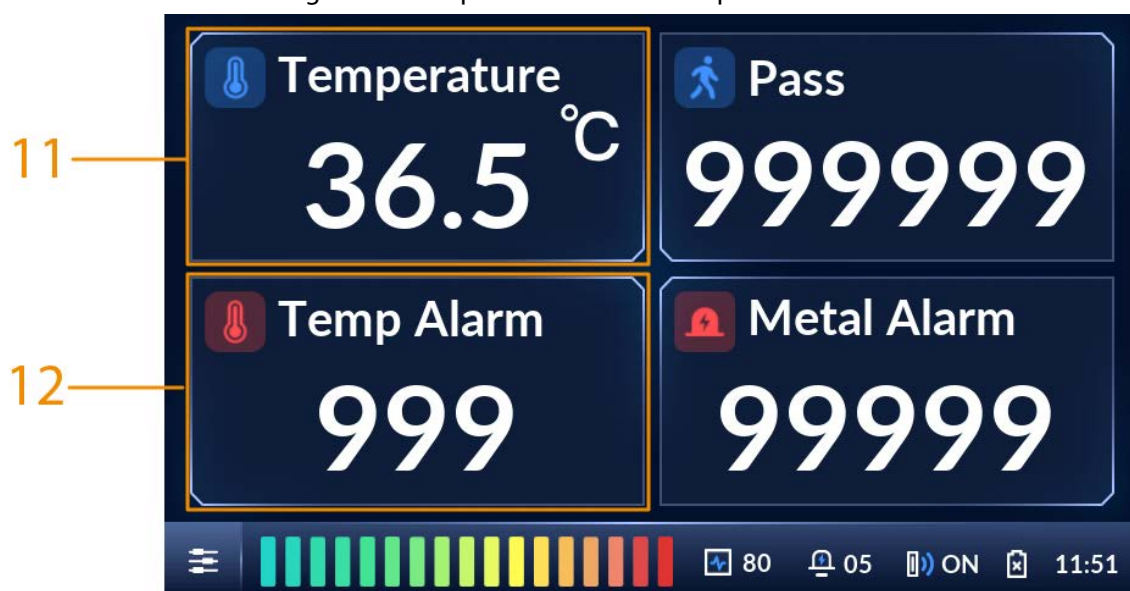 Temperature
36.5 ℃
Pass
999999
11
Temp Alarm
999
Metal Alarm
99999
12
80 05 ON 11:51